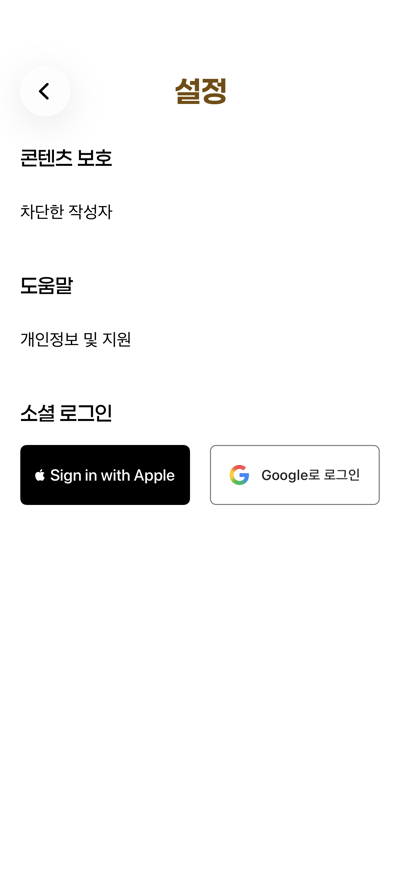 설정
콘텐츠 보호
차단한 작성자
도움말
개인정보 및 지원
소셜 로그인
Sign in with Apple
Google로 로그인